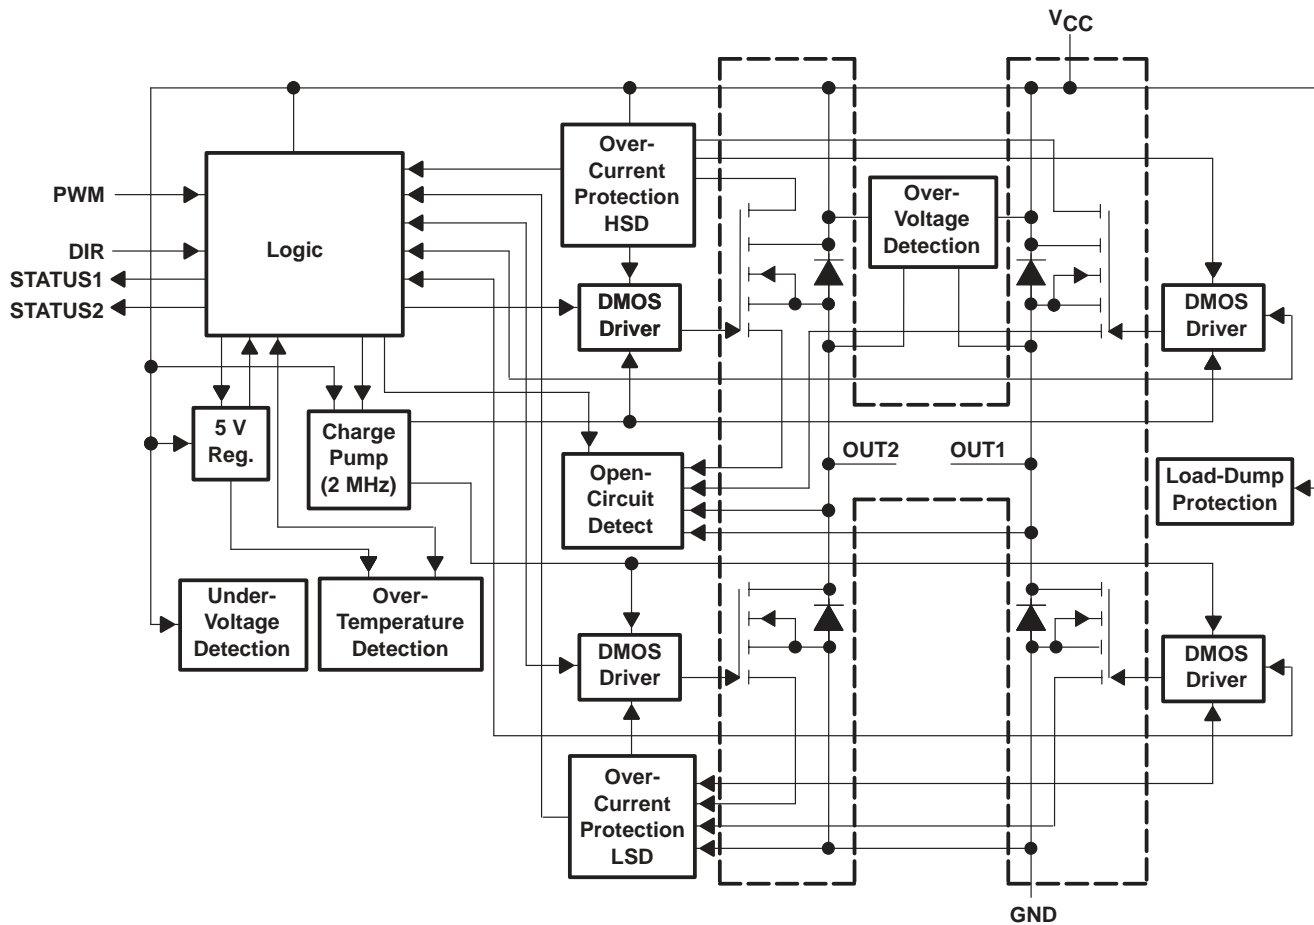 VCC
Over-
Current
Protection
HSD
PWM
DIR
STATUS1
STATUS2
Logic
Over-
Voltage
Detection
DMOS
Driver
DMOS
Driver
5 V
Reg.
Charge
Pump
(2 MHz)
Open-
Circuit
Detect
OUT2
OUT1
Load-Dump
Protection
Under-
Voltage
Detection
Over-
Temperature
Detection
DMOS
Driver
DMOS
Driver
Over-
Current
Protection
LSD
GND